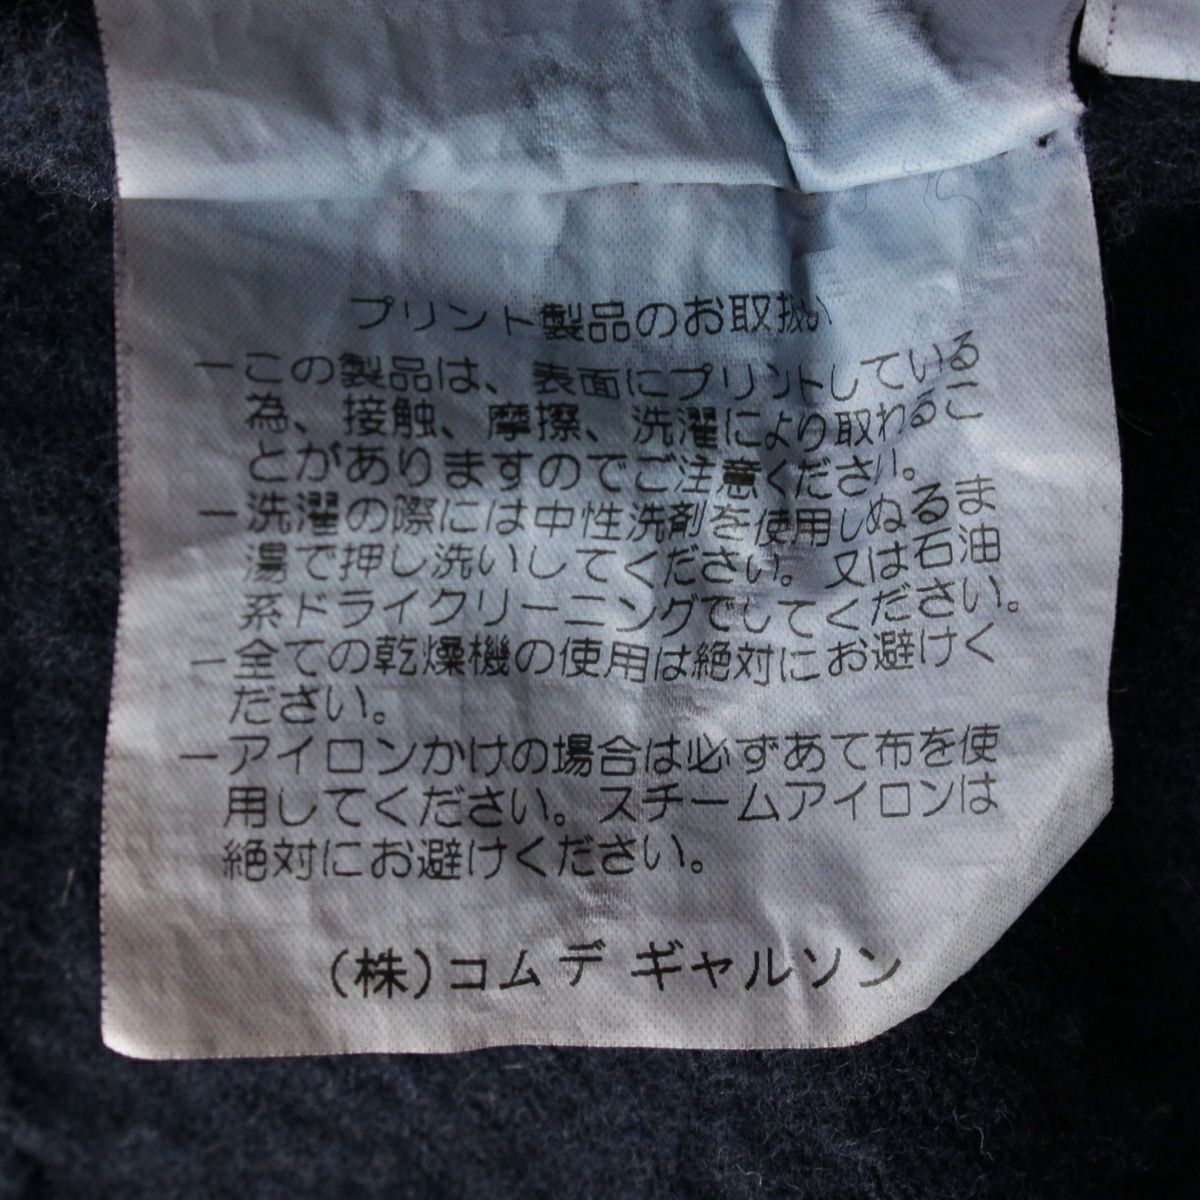 プリント製品のお取扱い
ーこの製品は、表面にプリントしている
為、接触、摩擦、洗濯により取れるこ
とがありますのでご注意ください。
ー洗濯の際には中性洗剤を使用しぬるま
湯で押し洗いしてください。又は石油
系ドライクリーニングでしてください。
ー全ての乾燥機の使用は絶対にお避けく
ださい。
ーアイロンかけの場合は必ずあて布を使
用してください。スチームアイロンは
絶対にお避けください。
(株)コム デ ギャルソン